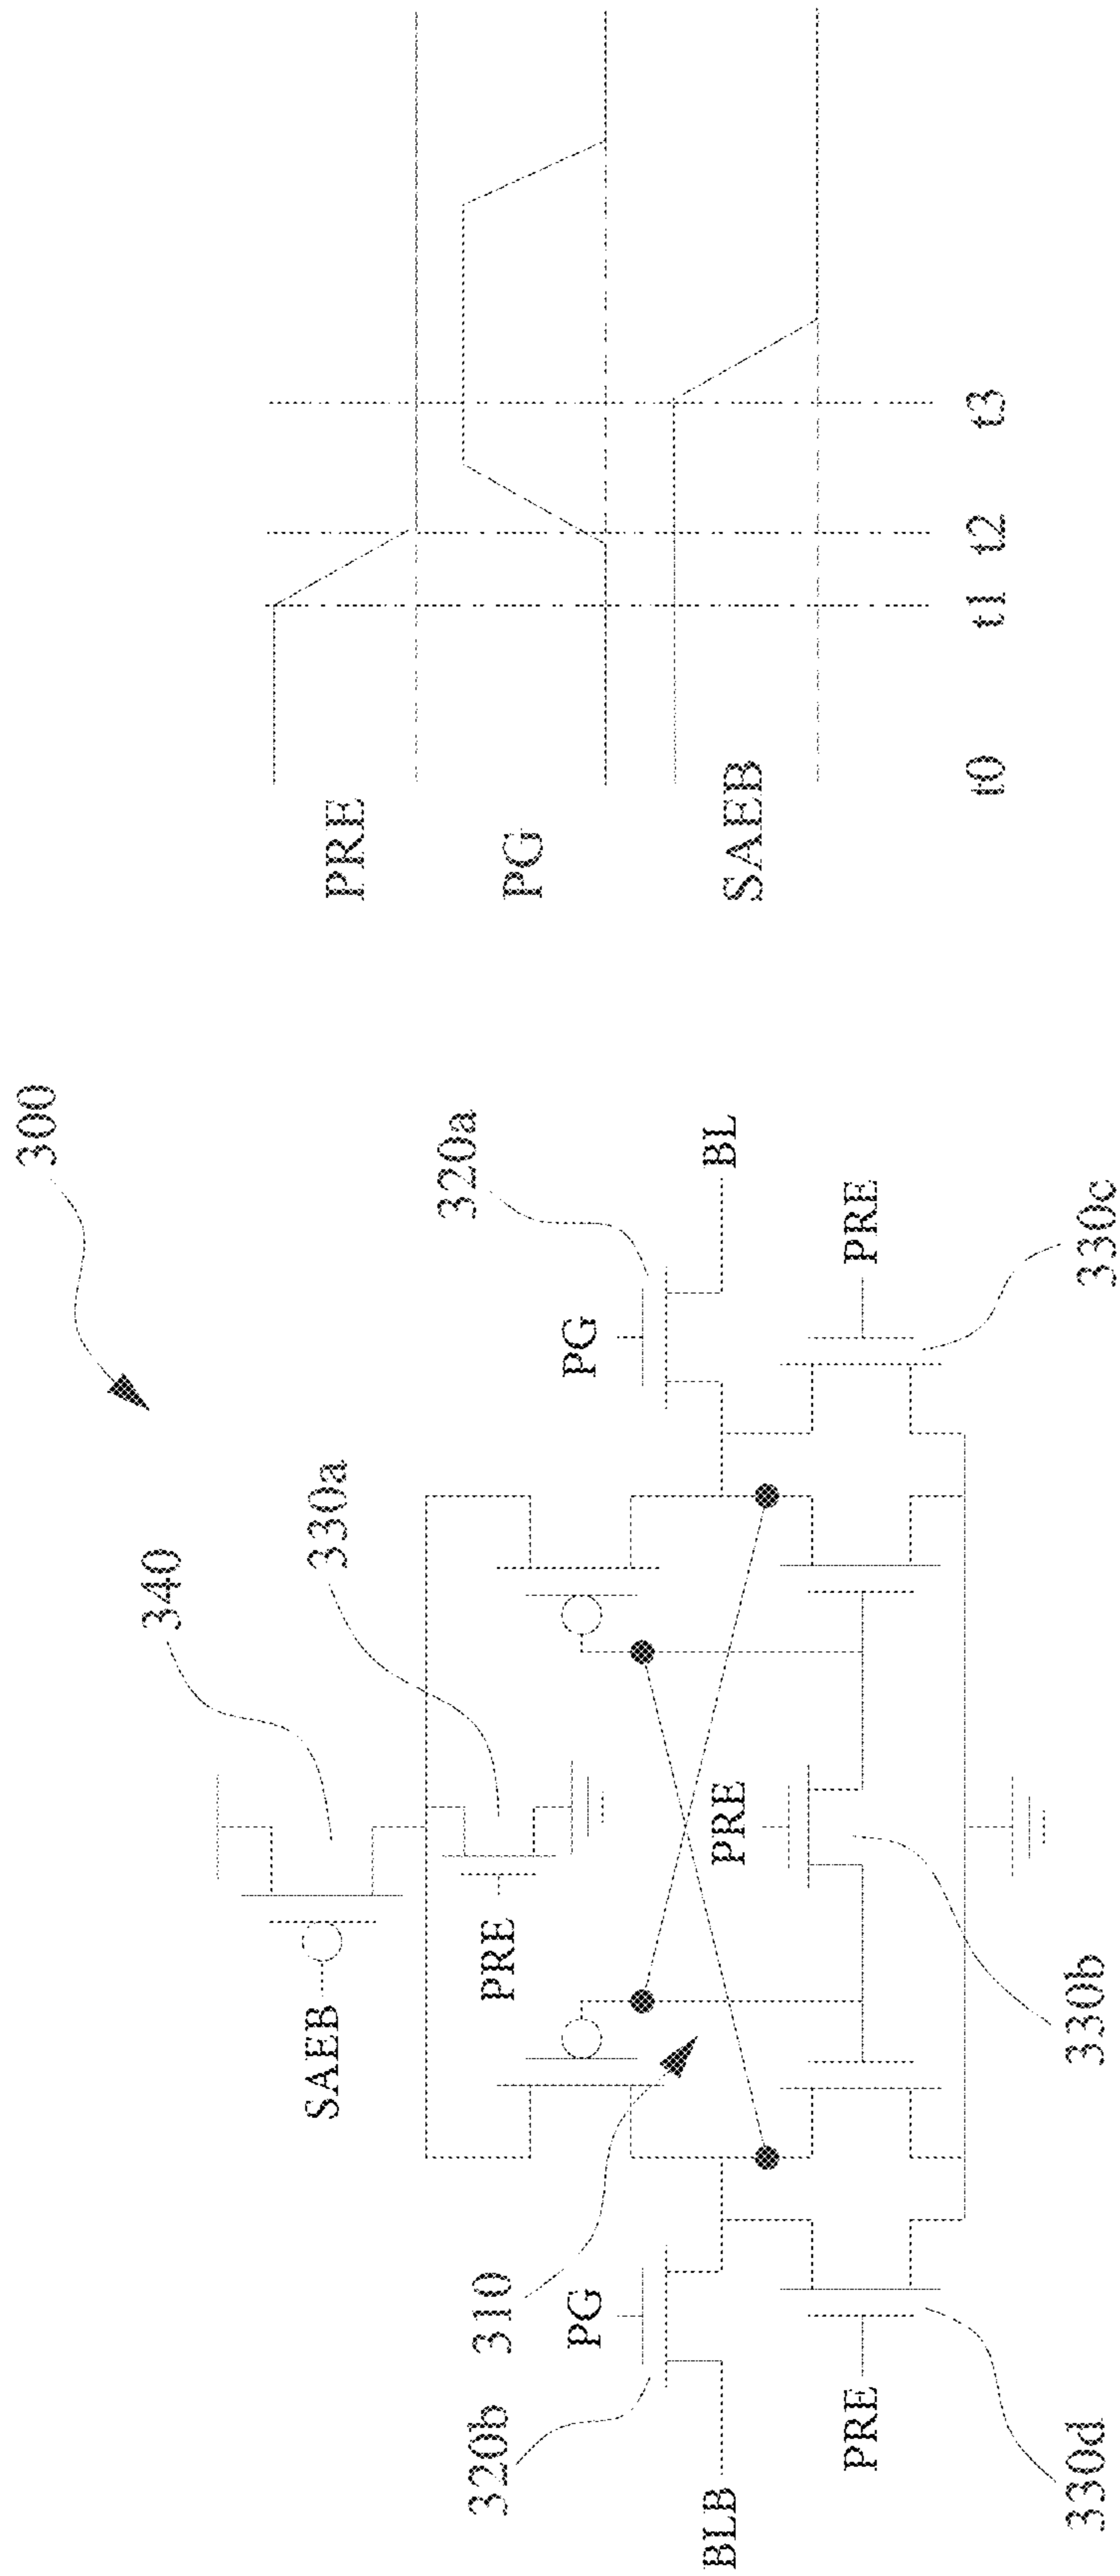 300
340
330a
SAEB
PRE
320a
PG
BL
310
320b
PG
BLB
PRE
PRE
PRE
330b
330c
330d
PRE
PG
SAEB
t0
t1
t2
t3